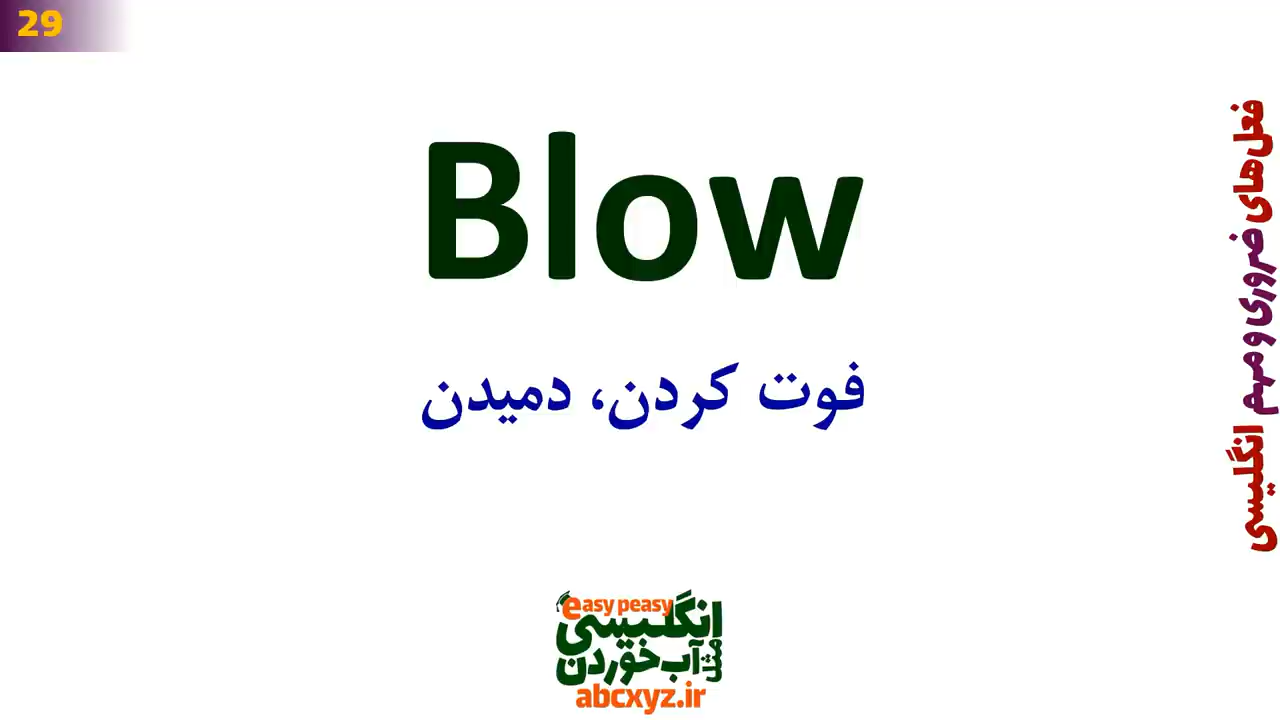 29
Blow
فوت کردن، دمیدن
فعل‌های ضروری و مهم انگلیسی
easy peasy
انگلیسی
مثل آب خوردن
abcxyz.ir